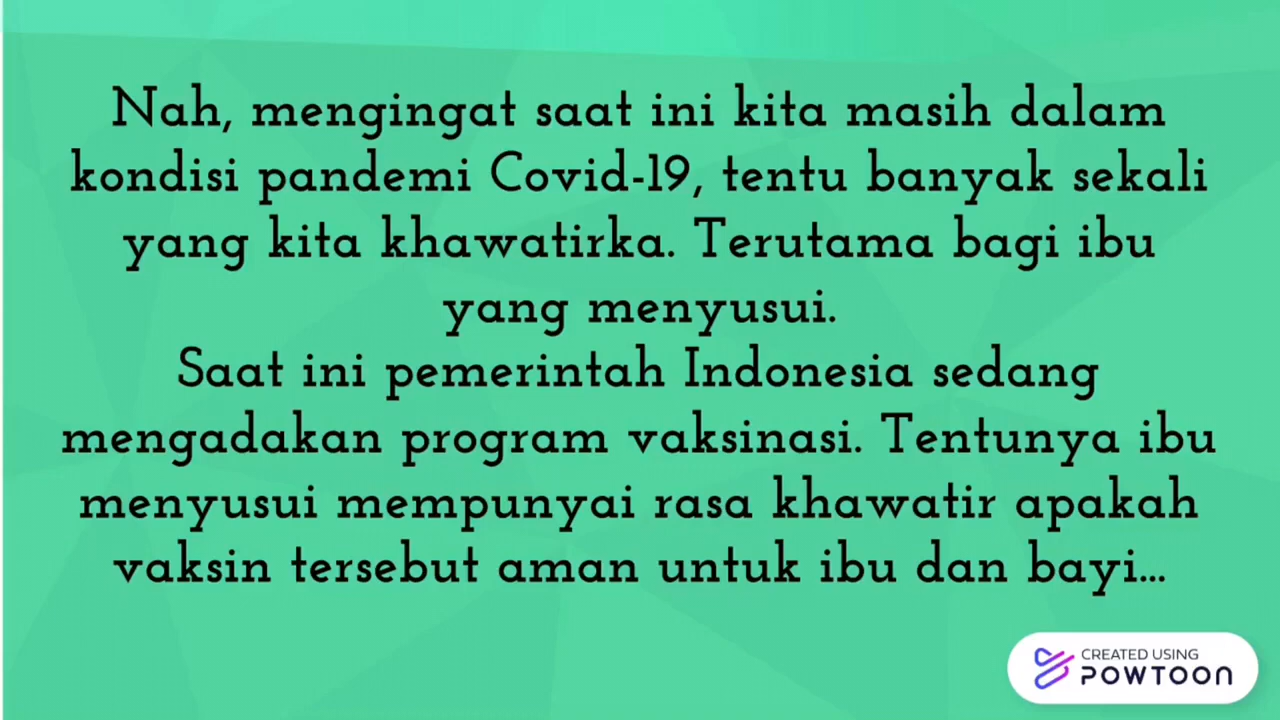 Nah, mengingat saat ini kita masih dalam
kondisi pandemi Covid-19, tentu banyak sekali
yang kita khawatirka. Terutama bagi ibu
yang menyusui.
Saat ini pemerintah Indonesia sedang
mengadakan program vaksinasi. Tentunya ibu
menyusui mempunyai rasa khawatir apakah
vaksin tersebut aman untuk ibu dan bayi...
CREATED USING
POWTOON